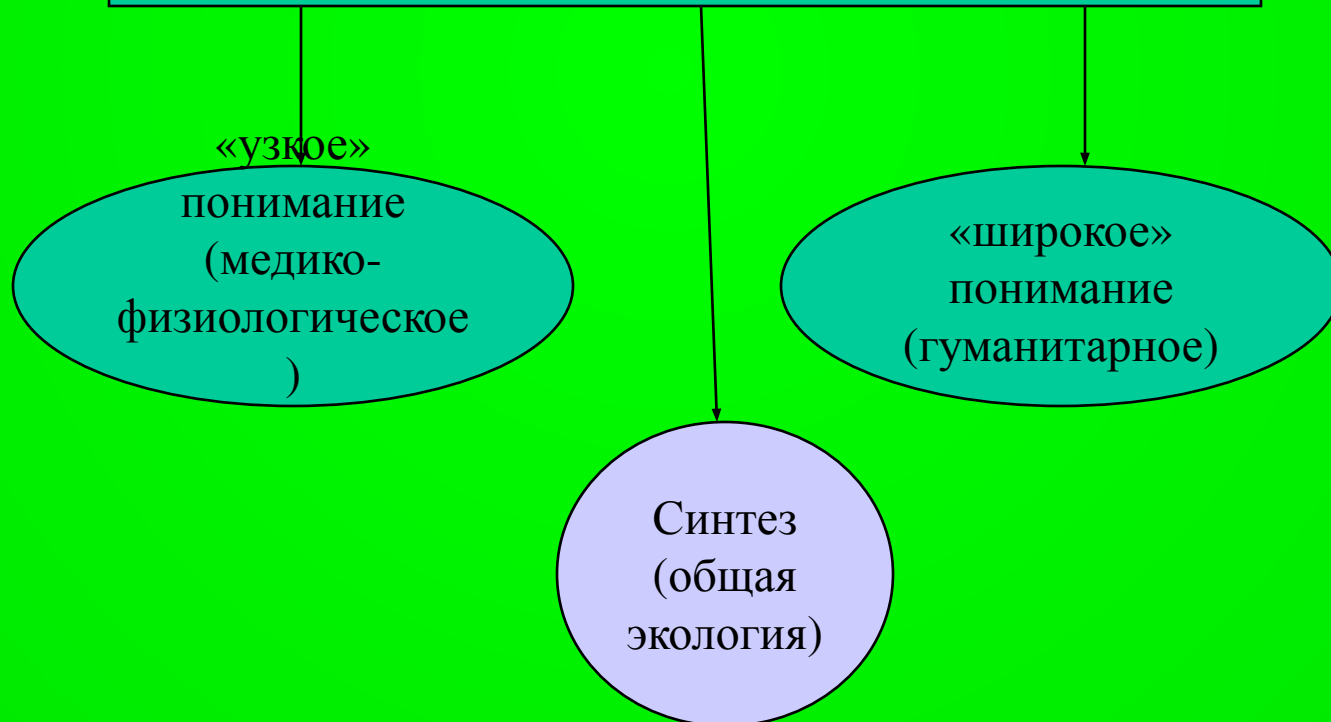 «узкое»
понимание
(медико-
физиологическое
)
«широкое»
понимание
(гуманитарное)
Синтез
(общая
экология)